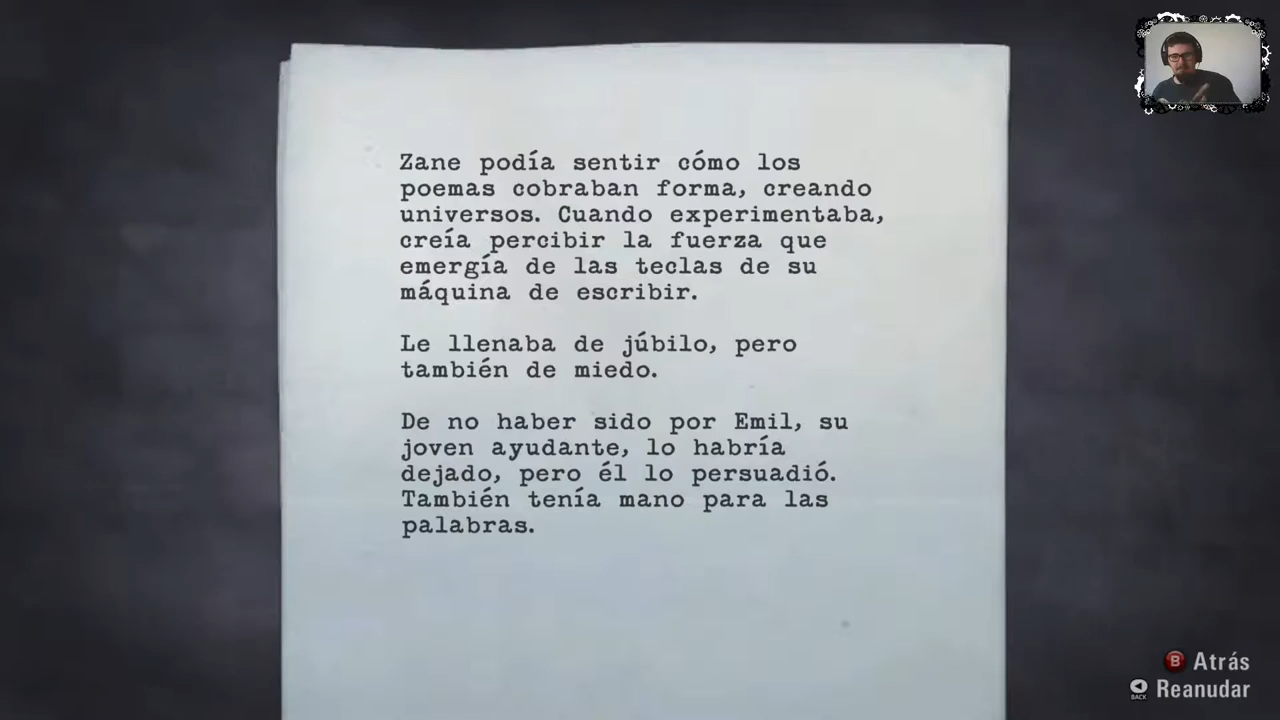 Zane podía sentir cómo los
poemas cobraban forma, creando
universos. Cuando experimentaba,
creía percibir la fuerza que
emergía de las teclas de su
máquina de escribir.
Le llenaba de júbilo, pero
también de miedo.
De no haber sido por Emil, su
joven ayudante, lo habría
dejado, pero él lo persuadió.
También tenía mano para las
palabras.
B Atrás
BACK Reanudar